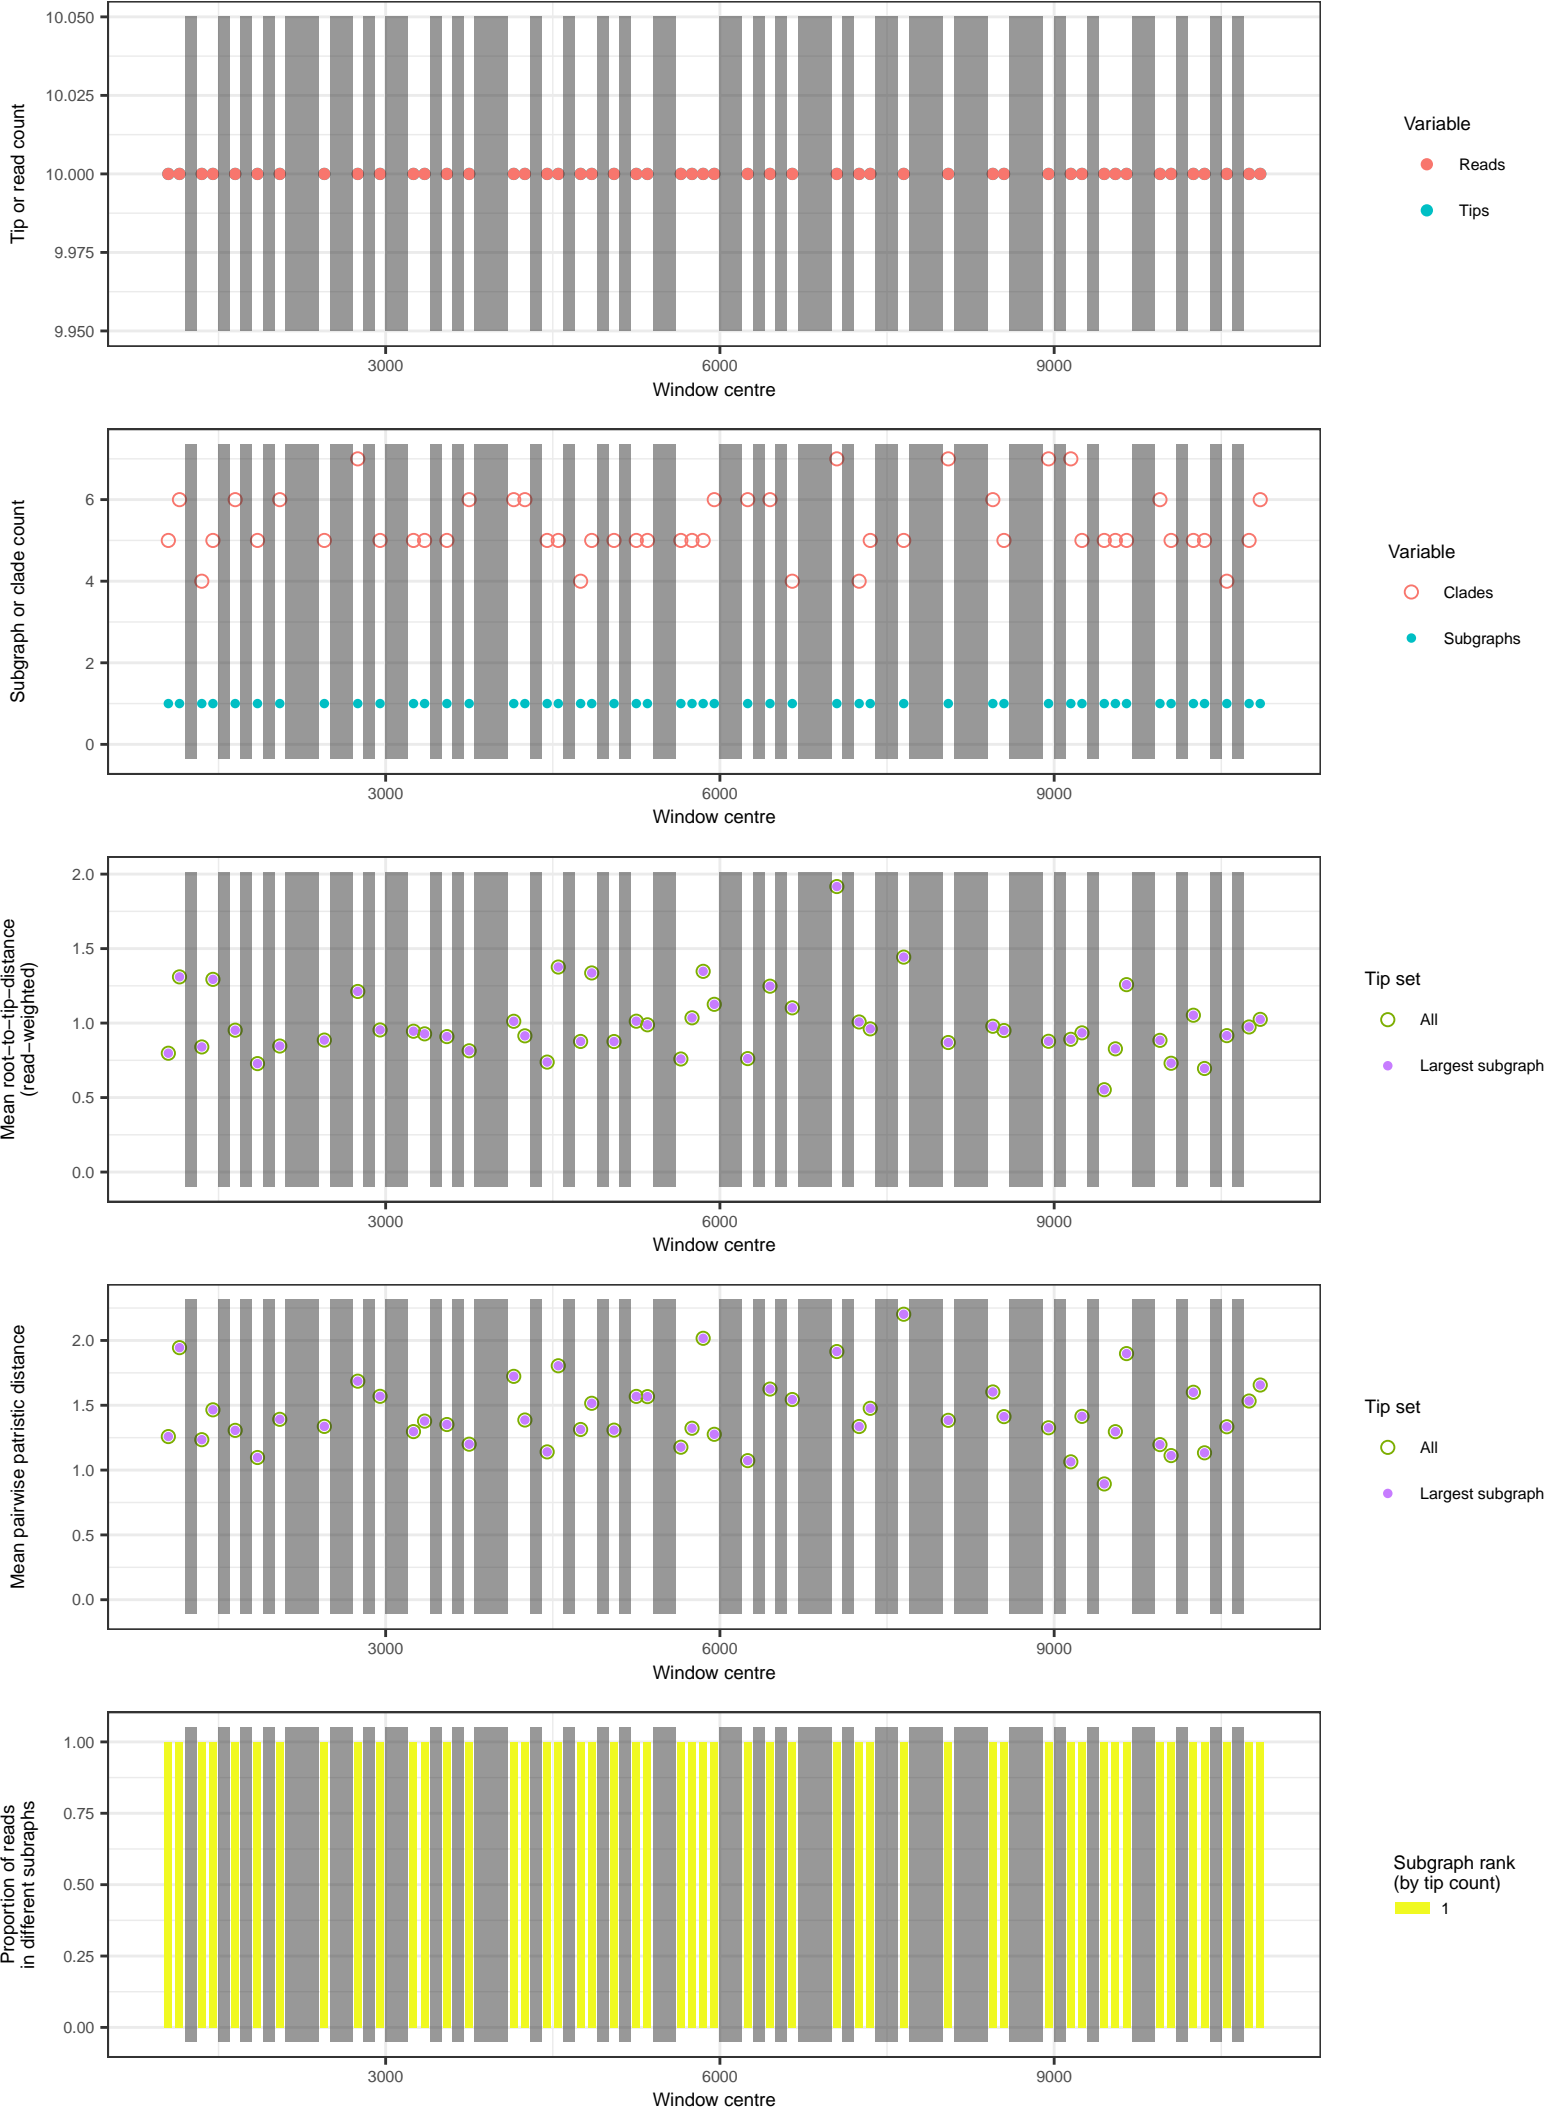 10.050
10.025
10.000
9.975
9.950
Tip or read count
3000
6000
9000
Window centre
Variable
Reads
Tips
6
4
2
0
Subgraph or clade count
3000
6000
9000
Window centre
Variable
Clades
Subgraphs
2.0
1.5
1.0
0.5
0.0
Mean root−to−tip−distance
(read−weighted)
3000
6000
9000
Window centre
Tip set
All
Largest subgraph
2.0
1.5
1.0
0.5
0.0
Mean pairwise patristic distance
3000
6000
9000
Window centre
Tip set
All
Largest subgraph
1.00
0.75
0.50
0.25
0.00
Proportion of reads
in different subraphs
3000
6000
9000
Window centre
Subgraph rank
(by tip count)
1